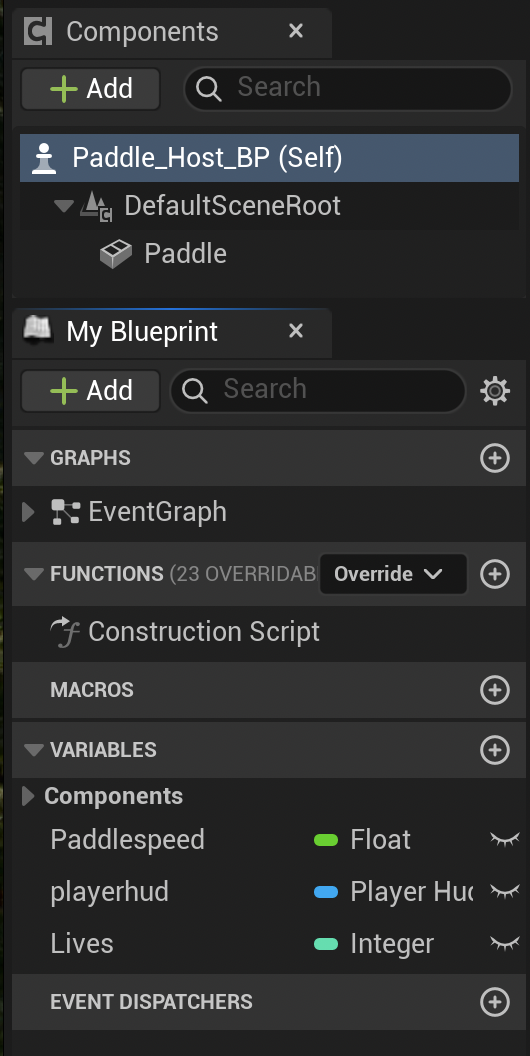 Components
Add
Search
Paddle_Host_BP (Self)
DefaultSceneRoot
Paddle
My Blueprint
Add
Search
GRAPHS
EventGraph
FUNCTIONS (23 OVERRIDAB Override
Construction Script
MACROS
VARIABLES
Components
Paddlespeed Float
playerhud Player Hud
Lives Integer
EVENT DISPATCHERS